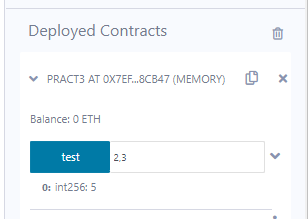 Deployed Contracts
PRACT3 AT 0X7EF...8CB47 (MEMORY)
Balance: 0 ETH
test 2,3
0: int256: 5